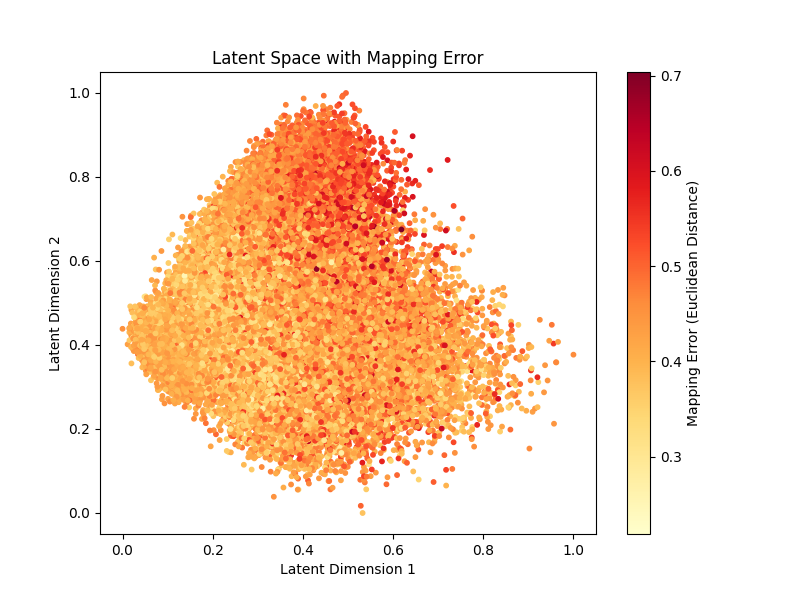 Latent Space with Mapping Error
Latent Dimension 2
1.0
0.8
0.6
0.4
0.2
0.0
0.0 0.2 0.4 0.6 0.8 1.0
Latent Dimension 1
0.7
0.6
0.5
0.4
0.3
Mapping Error (Euclidean Distance)